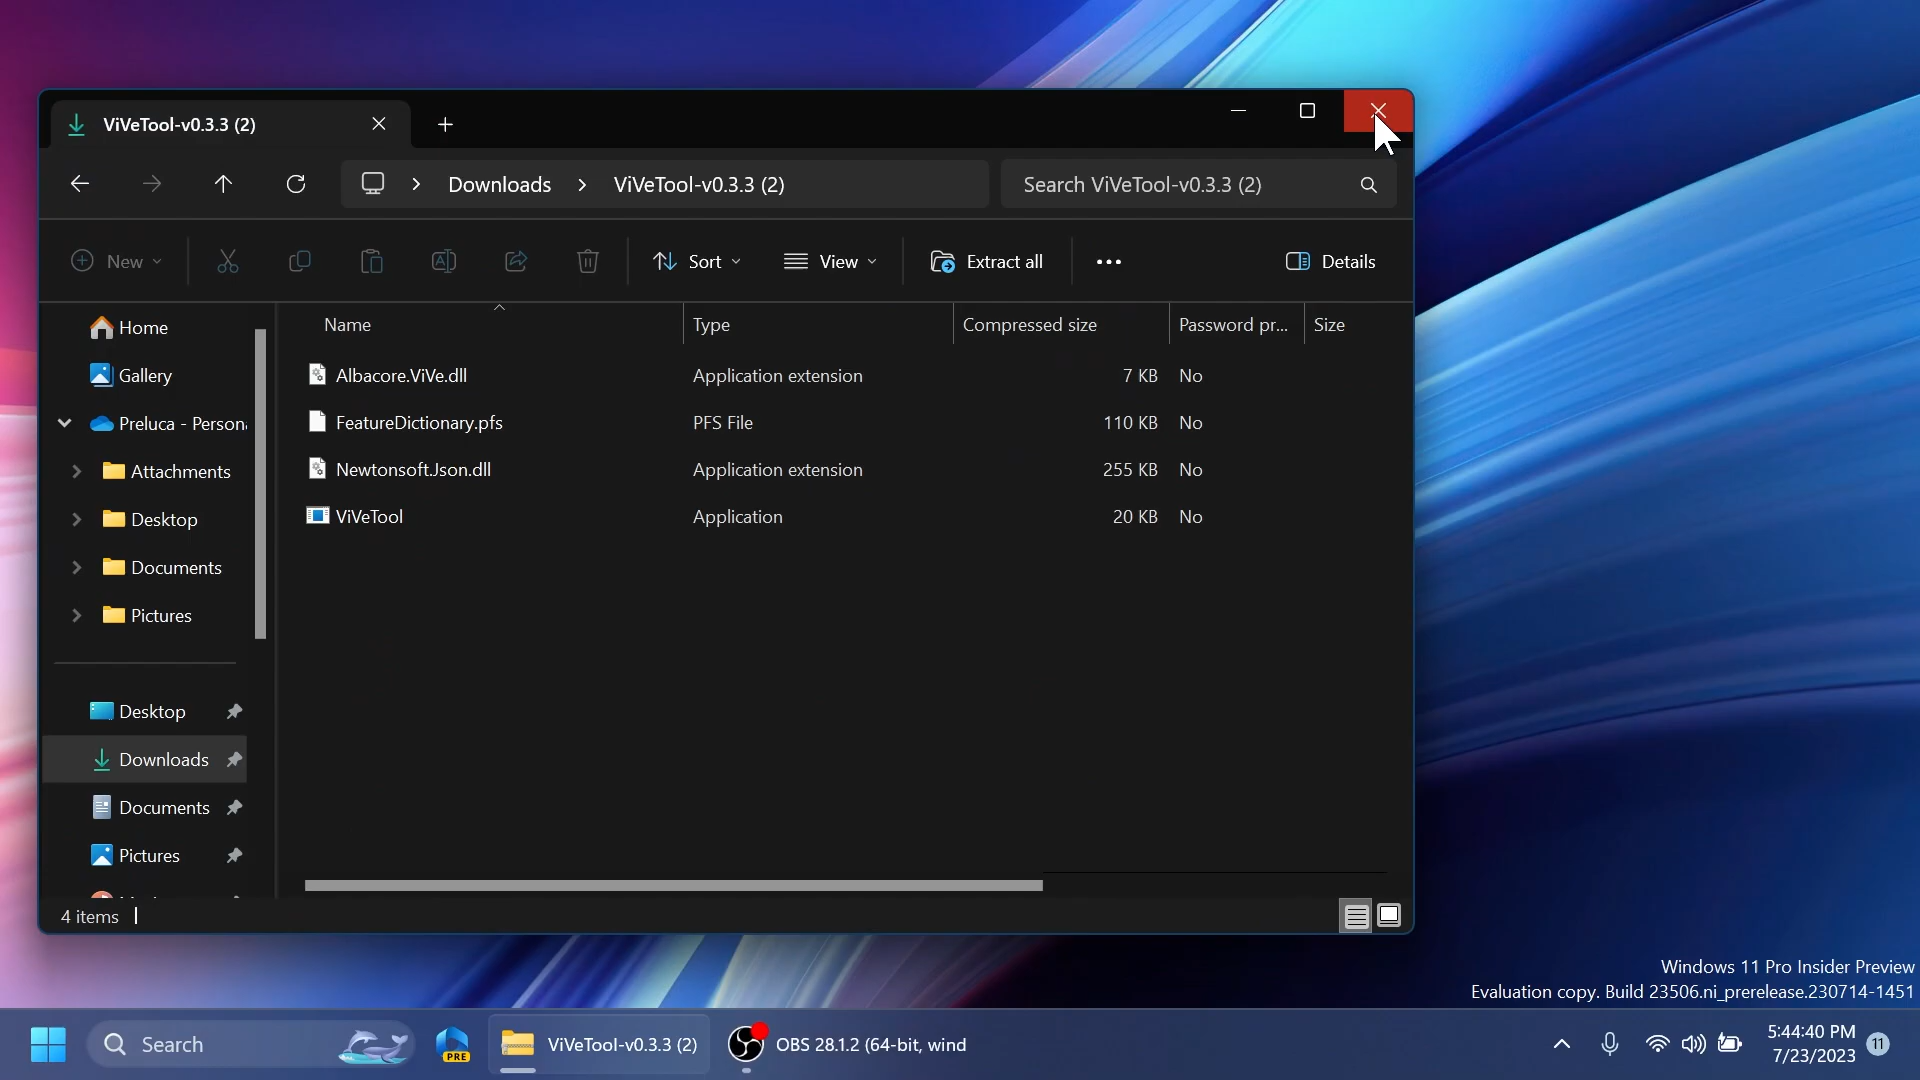 ViVeTool-v0.3.3 (2)
Downloads
ViVeTool-v0.3.3 (2)
Search ViVeTool-v0.3.3 (2)
New
Sort
View
Extract all
Details
Home
Gallery
Preluca - Person
Attachments
Desktop
Documents
Pictures
Desktop
Downloads
Documents
Pictures
Name Type Compressed size Password pr... Size
Albacore.ViVe.dll Application extension 7 KB No
FeatureDictionary.pfs PFS File 110 KB No
Newtonsoft.Json.dll Application extension 255 KB No
ViVeTool Application 20 KB No
4 items
Windows 11 Pro Insider Preview
Evaluation copy. Build 23506.ni_prerelease.230714-1451
Search
PRE
ViVeTool-v0.3.3 (2)
OBS 28.1.2 (64-bit, wind
5:44:40 PM
7/23/2023
11